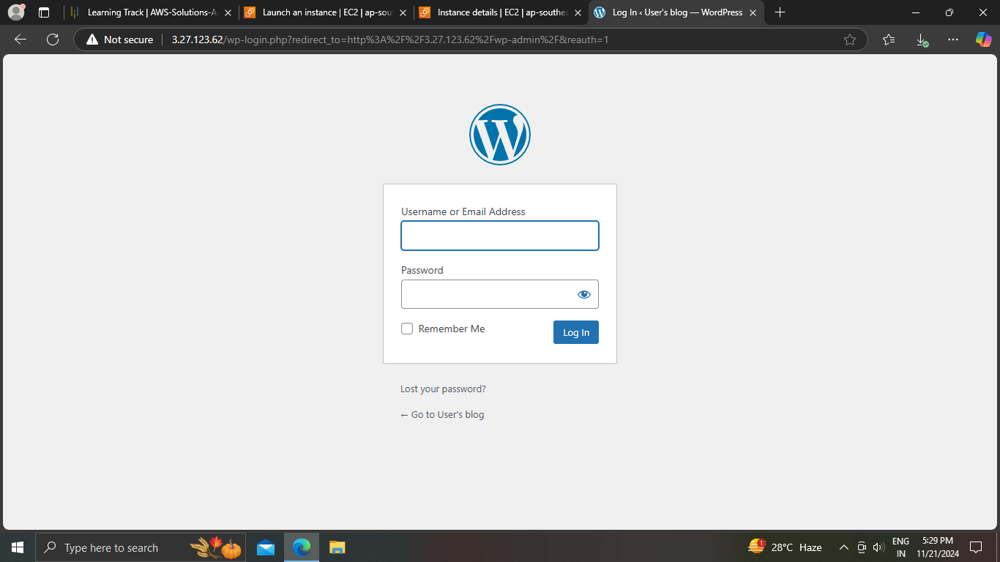 Learning Track | AWS-Solutions-A
Launch an instance | EC2 | ap-sout
Instance details | EC2 | ap-southea
Log In ‹ User's blog — WordPress
Not secure
3.27.123.62/wp-login.php?redirect_to=http%3A%2F%2F3.27.123.62%2Fwp-admin%2F&reauth=1
Username or Email Address
Password
Remember Me
Log In
Lost your password?
← Go to User's blog
Type here to search
1
28°C Haze
ENG
IN
5:29 PM
11/21/2024